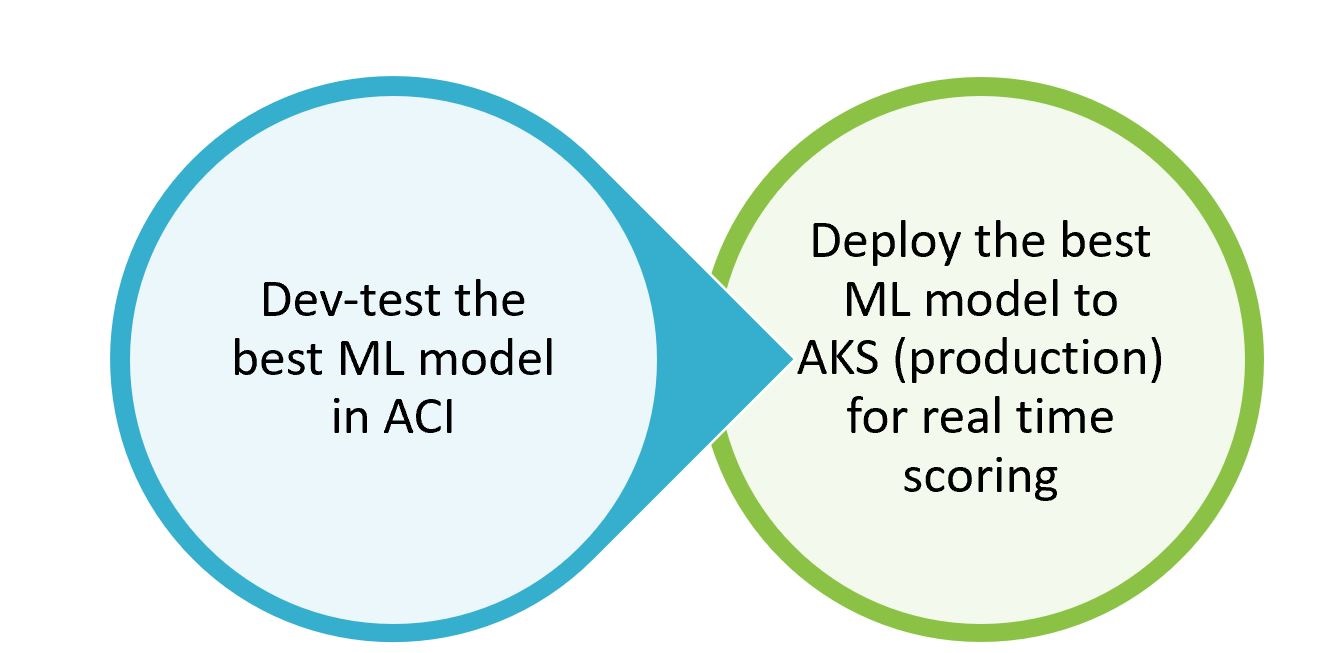 Dev-test the
best ML model
in ACI
Deploy the best
ML model to
AKS (production)
for real time
scoring